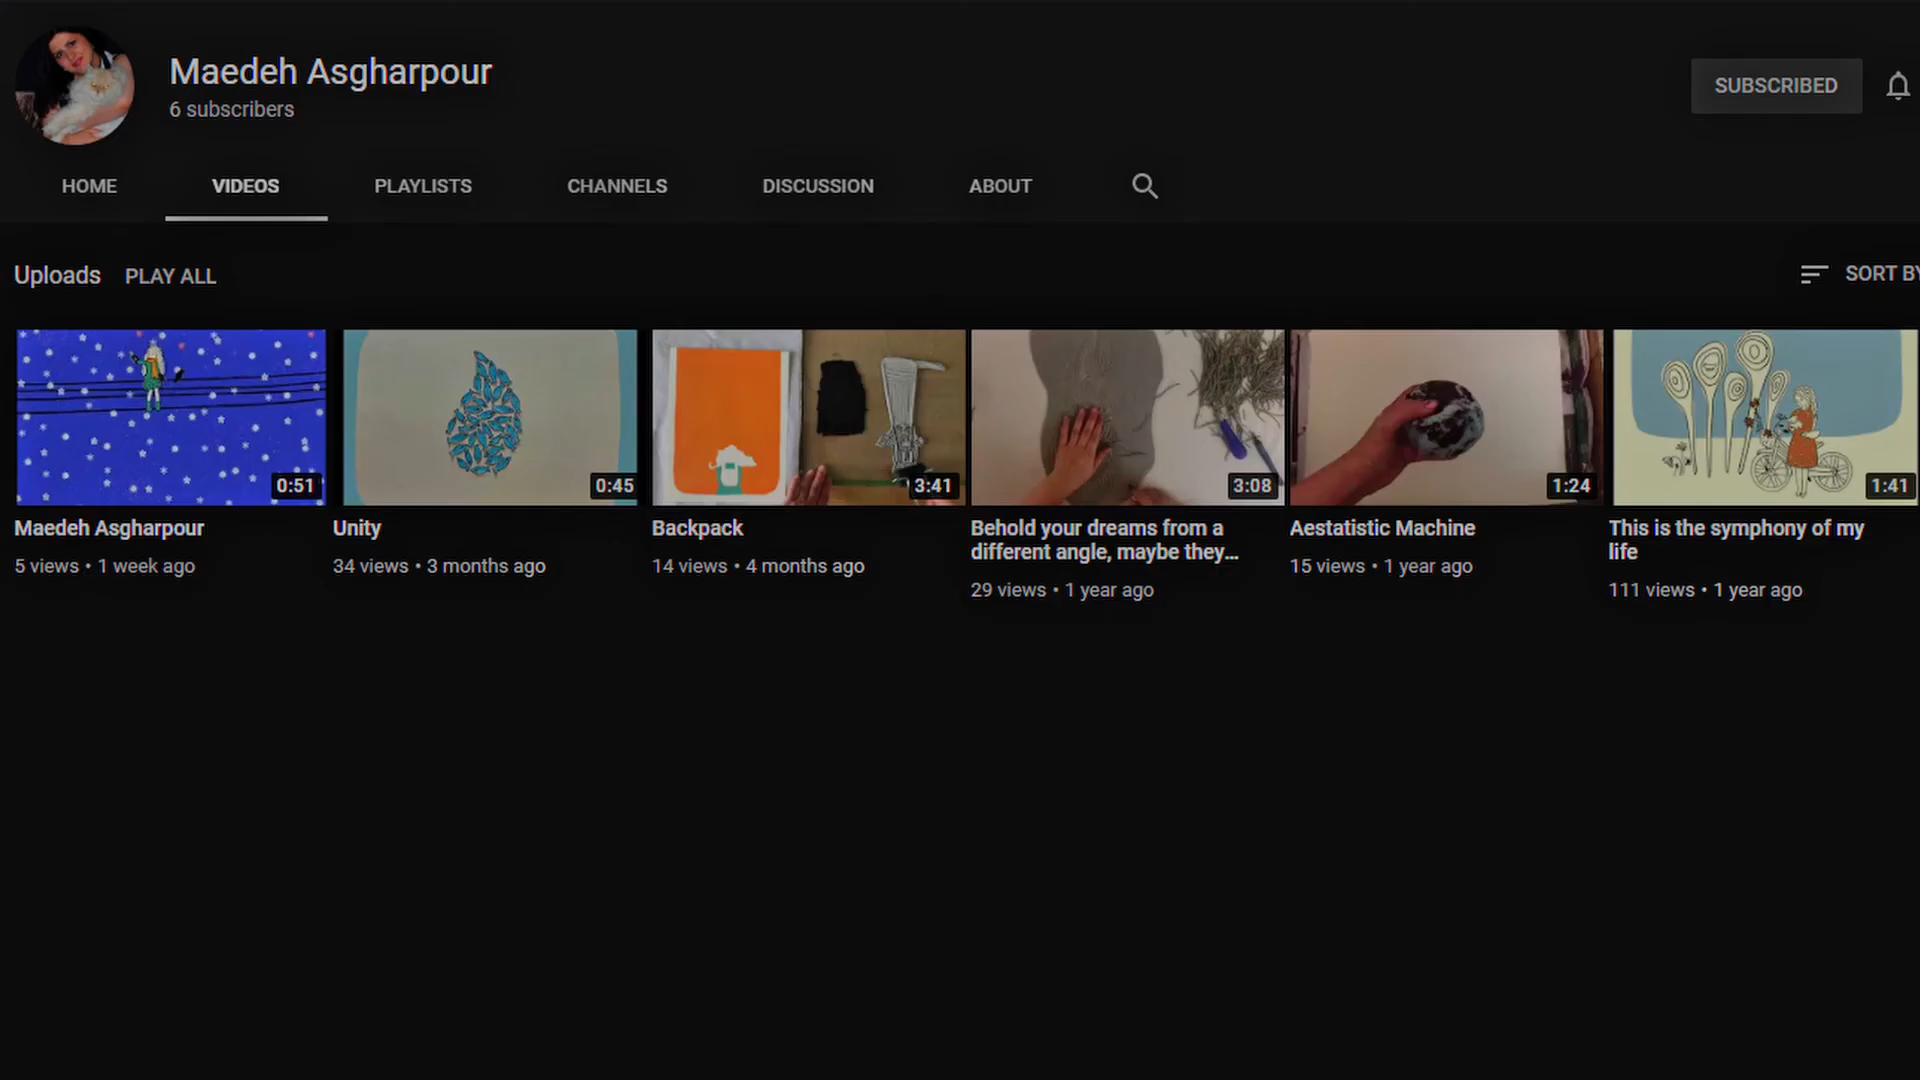 Maedeh Asgharpour
6 subscribers
SUBSCRIBED
HOME VIDEOS PLAYLISTS CHANNELS DISCUSSION ABOUT
Uploads PLAY ALL
SORT BY
0:51 0:45 3:41 3:08 1:24 1:41
Maedeh Asgharpour
5 views • 1 week ago
Unity
34 views • 3 months ago
Backpack
14 views • 4 months ago
Behold your dreams from a
different angle, maybe they...
29 views • 1 year ago
Aestatistic Machine
15 views • 1 year ago
This is the symphony of my
life
111 views • 1 year ago